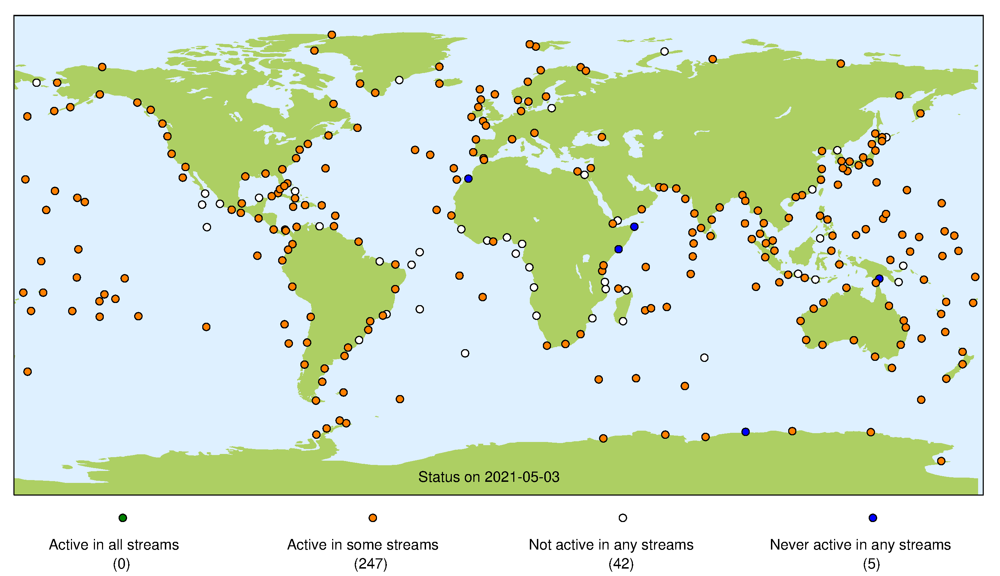 Status on 2021-05-03
Active in all streams
Active in some streams
Not active in any streams
Never active in any streams
(0)
(247)
(42)
(5)